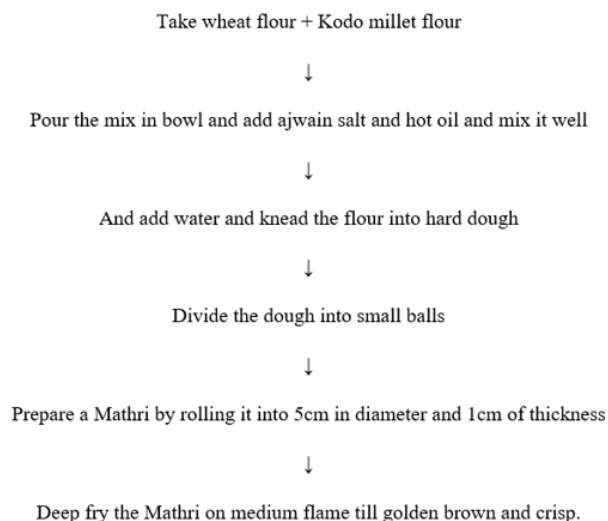 Take wheat flour + Kodo millet flour
↓
Pour the mix in bowl and add ajwain salt and hot oil and mix it well
↓
And add water and knead the flour into hard dough
↓
Divide the dough into small balls
↓
Prepare a Mathri by rolling it into 5cm in diameter and 1cm of thickness
↓
Deep fry the Mathri on medium flame till golden brown and crisp.